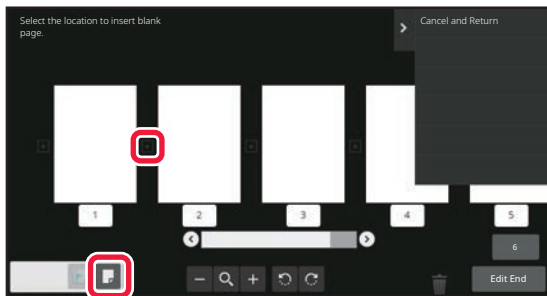 Select the location to insert blank
page.
Cancel and Return
1
2
3
4
5
6
Edit End